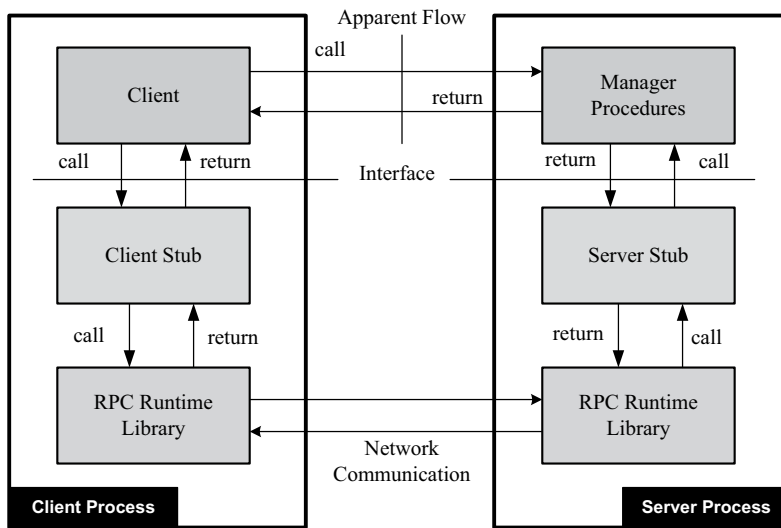 Apparent Flow
call
Client
Manager
Procedures
return
call
return
return
call
Interface
Client Stub
Server Stub
call
return
return
call
RPC Runtime
Library
RPC Runtime
Library
Network
Communication
Client Process
Server Process